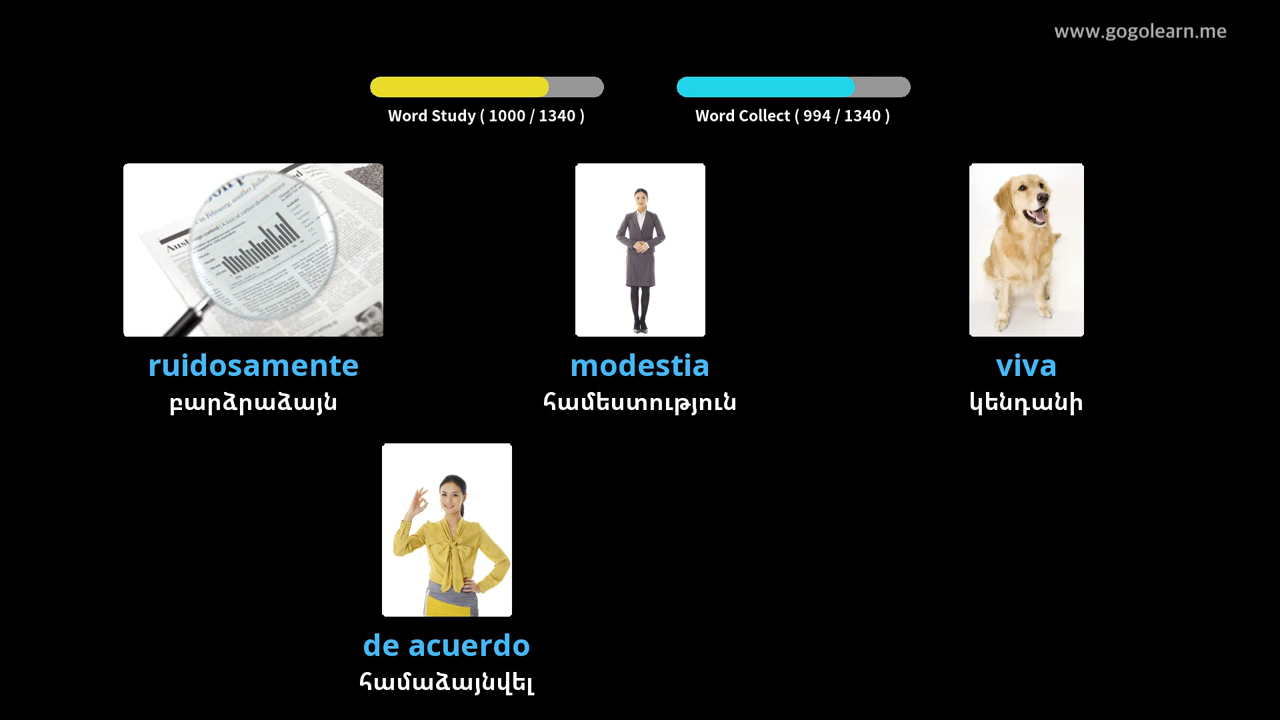 www.gogolearn.me
Word Study ( 1000 / 1340 )
Word Collect ( 994 / 1340 )
ruidosamente
modestia
viva
բարձրաձայն
համեստություն
կենդանի
de acuerdo
համաձայնվել